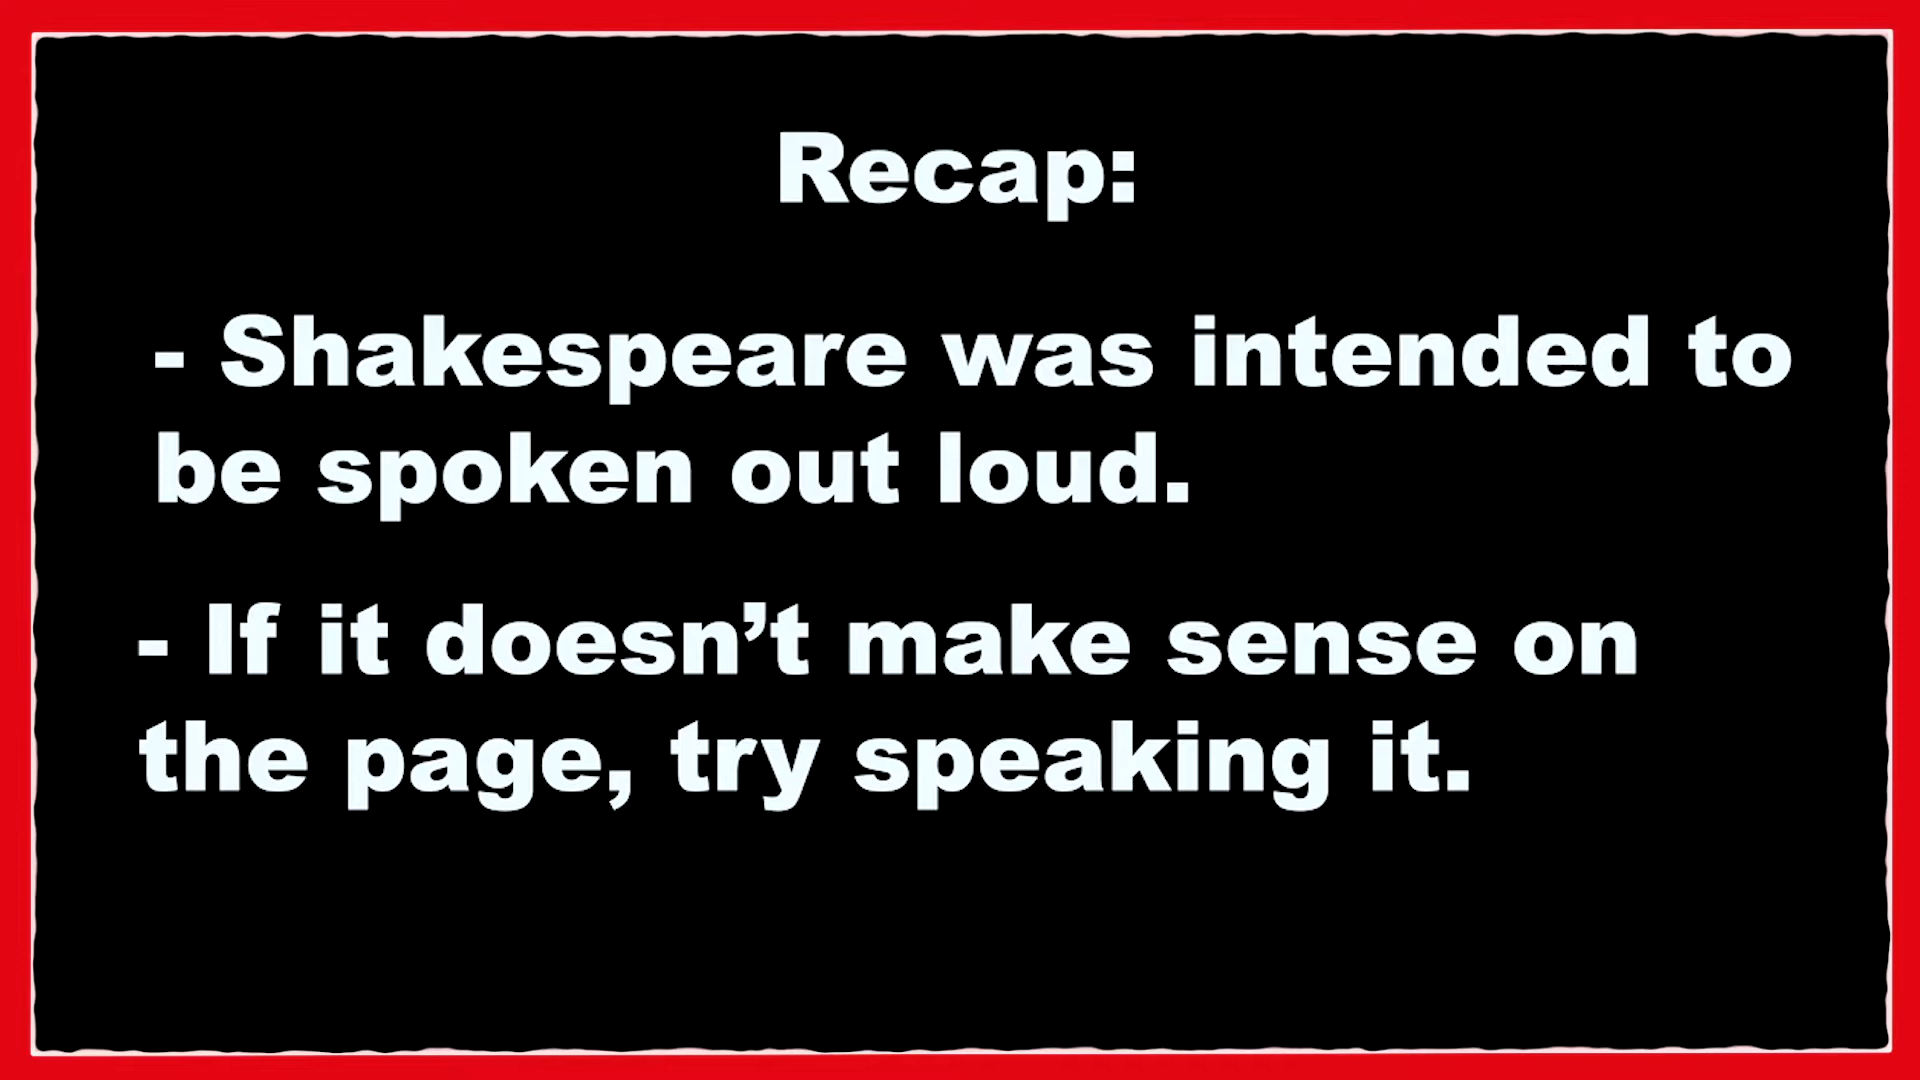 Recap:
- Shakespeare was intended to
be spoken out loud.
- If it doesn’t make sense on
the page, try speaking it.